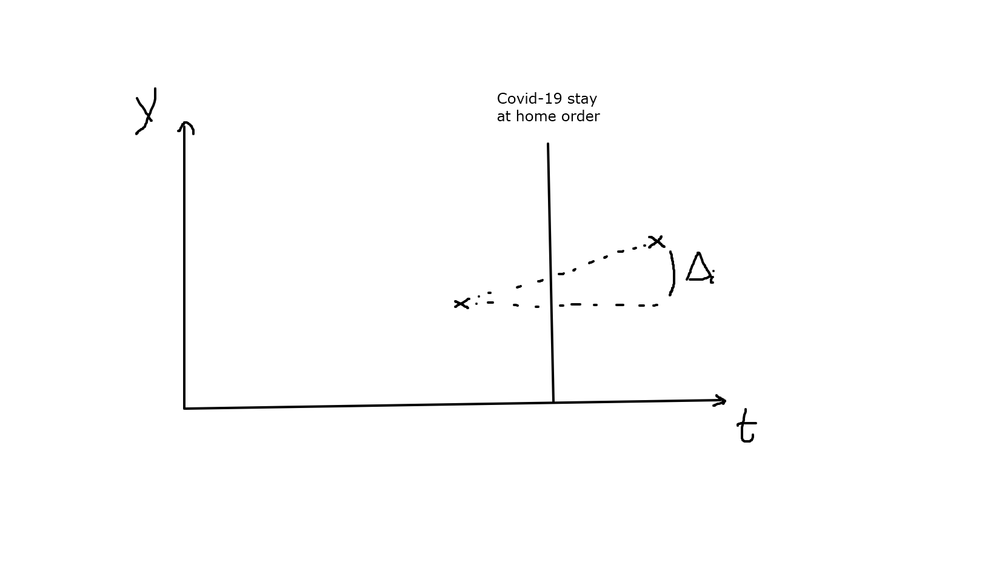 y
Covid-19 stay
at home order
Δi
t